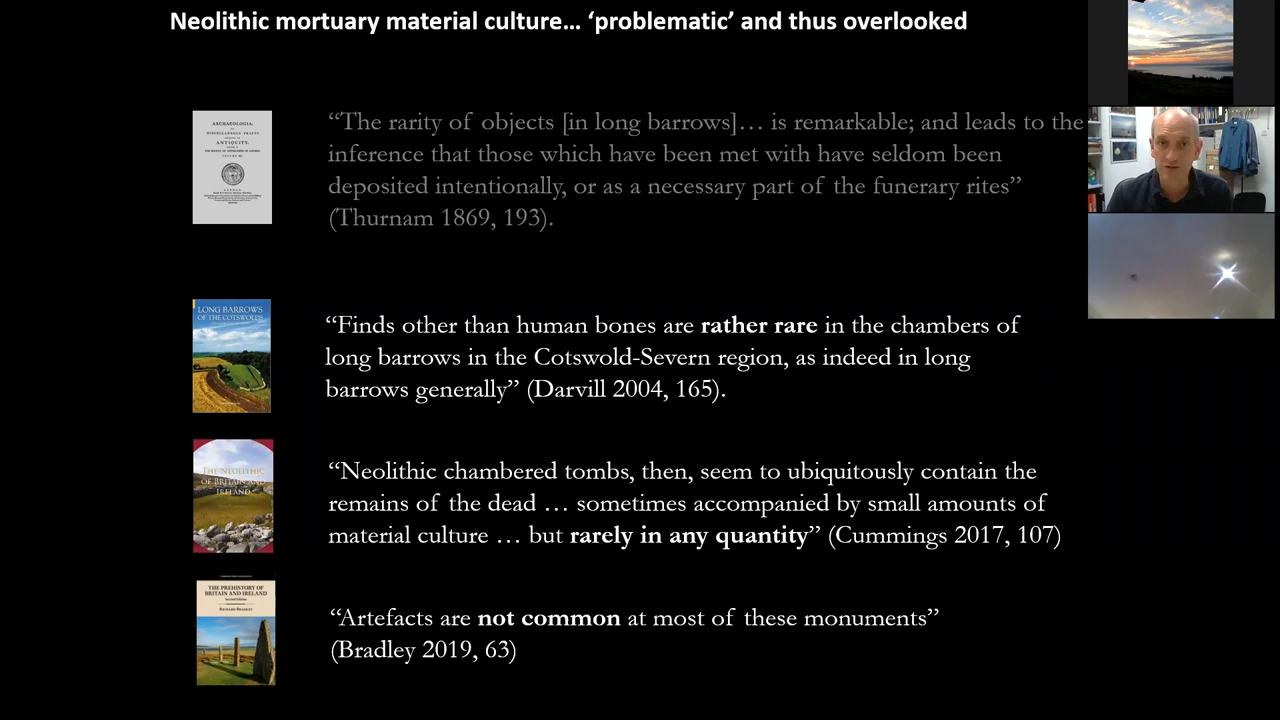 Neolithic mortuary material culture… ‘problematic’ and thus overlooked
ARCHAEOLOGIA:
ANTIQUITY.
“The rarity of objects [in long barrows]… is remarkable; and leads to the
inference that those which have been met with have seldom been
deposited intentionally, or as a necessary part of the funerary rites”
(Thurnam 1869, 193).
LONG BARROWS
OF THE COTSWOLDS
“Finds other than human bones are rather rare in the chambers of
long barrows in the Cotswold-Severn region, as indeed in long
barrows generally” (Darvill 2004, 165).
THE NEOLITHIC
OF BRITAIN AND
IRELAND
“Neolithic chambered tombs, then, seem to ubiquitously contain the
remains of the dead … sometimes accompanied by small amounts of
material culture … but rarely in any quantity” (Cummings 2017, 107)
THE PREHISTORY OF
BRITAIN AND IRELAND
Second Edition
RICHARD BRADLEY
“Artefacts are not common at most of these monuments”
(Bradley 2019, 63)